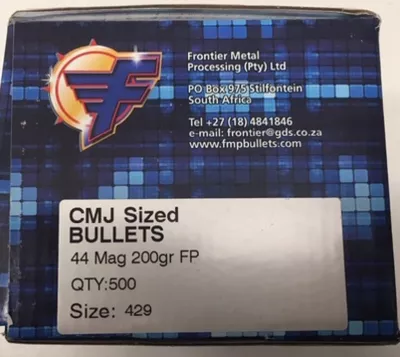 Frontier Metal
Processing (Pty) Ltd
PO Box 975 Stilfontein
South Africa
Tel +27 (18) 4841846
e-mail: frontier@gds.co.za
www.fmpbullets.com
CMJ Sized
BULLETS
44 Mag 200gr FP
QTY:500
Size: 429